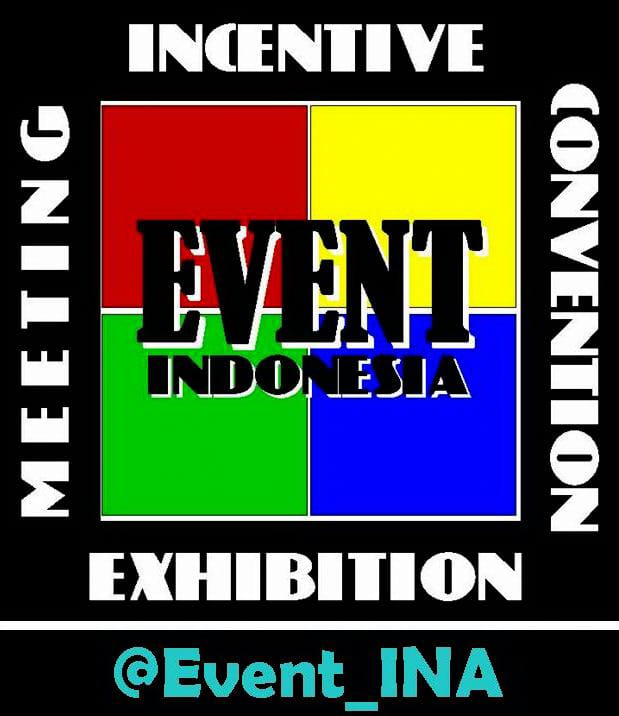 INCENTIVE
MEETING
CONVENTION
EVENT
INDONESIA
EXHIBITION
@Event_INA